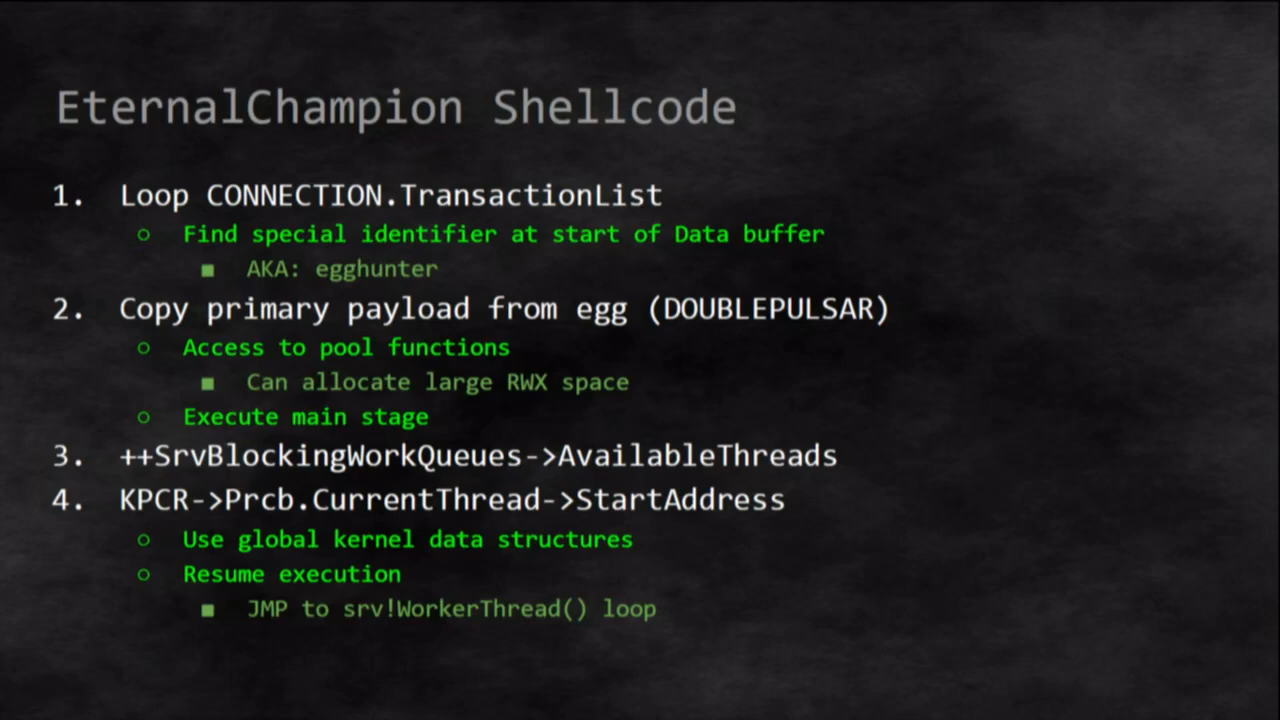 EternalChampion Shellcode
1. Loop CONNECTION.TransactionList
○ Find special identifier at start of Data buffer
■ AKA: egghunter
2. Copy primary payload from egg (DOUBLEPULSAR)
○ Access to pool functions
■ Can allocate large RWX space
○ Execute main stage
3. ++SrvBlockingWorkQueues->AvailableThreads
4. KPCR->Prcb.CurrentThread->StartAddress
○ Use global kernel data structures
○ Resume execution
■ JMP to srv!WorkerThread() loop